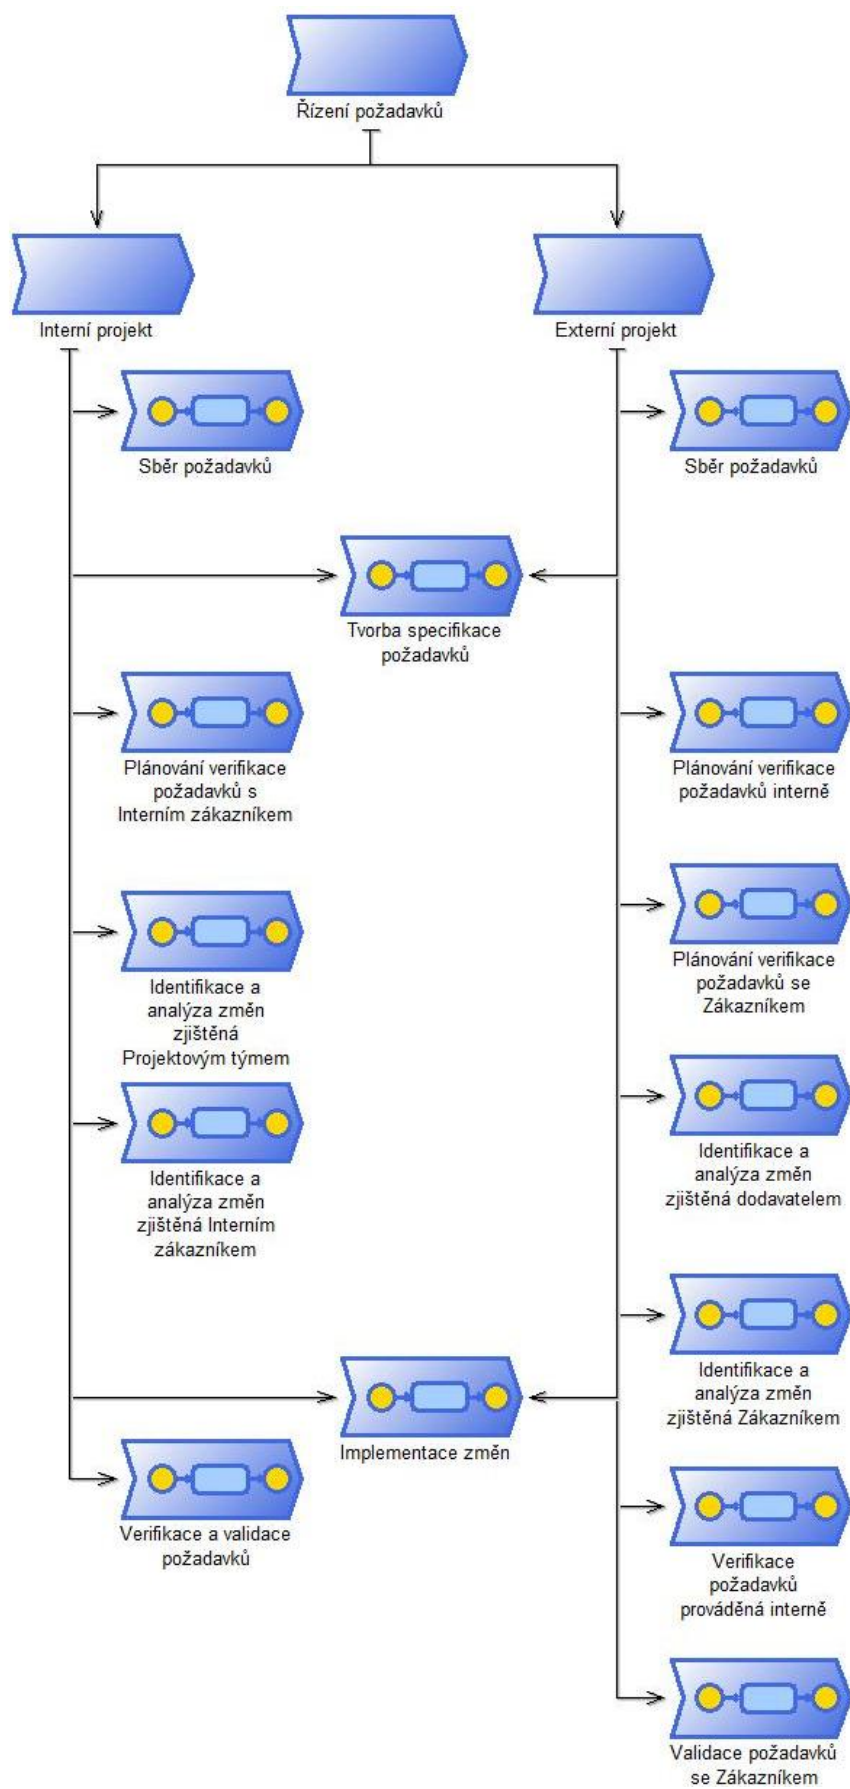 Řízení požadavků
Interní projekt
Externí projekt
Sběr požadavků
Sběr požadavků
Tvorba specifikace
požadavků
Plánování verifikace
požadavků s
Interním zákazníkem
Plánování verifikace
požadavků interně
Identifikace a
analýza změn
zjištěná
Projektovým týmem
Plánování verifikace
požadavků se
Zákazníkem
Identifikace a
analýza změn
zjištěná Interním
zákazníkem
Identifikace a
analýza změn
zjištěná dodavatelem
Identifikace a
analýza změn
zjištěná Zákazníkem
Implementace změn
Verifikace a validace
požadavků
Verifikace
požadavků
prováděná interně
Validace požadavků
se Zákazníkem